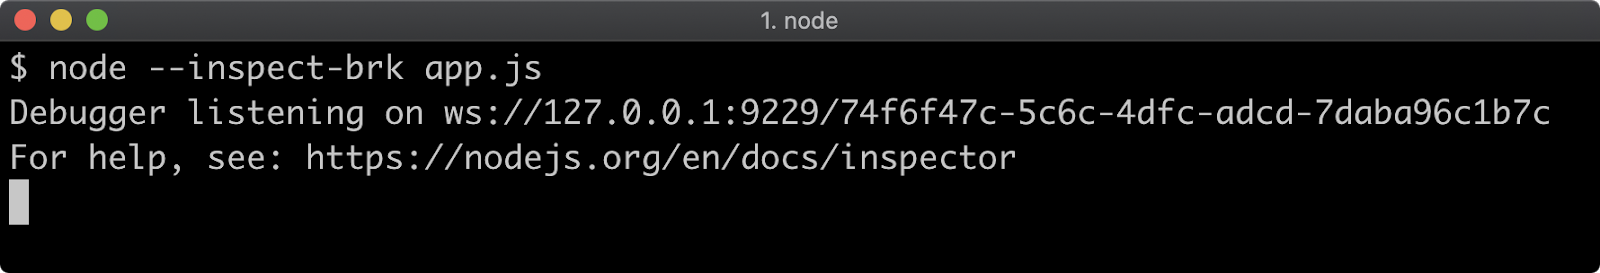 1. node
$ node --inspect-brk app.js
Debugger listening on ws://127.0.0.1:9229/74f6f47c-5c6c-4dfc-adcd-7daba96c1b7c
For help, see: https://nodejs.org/en/docs/inspector